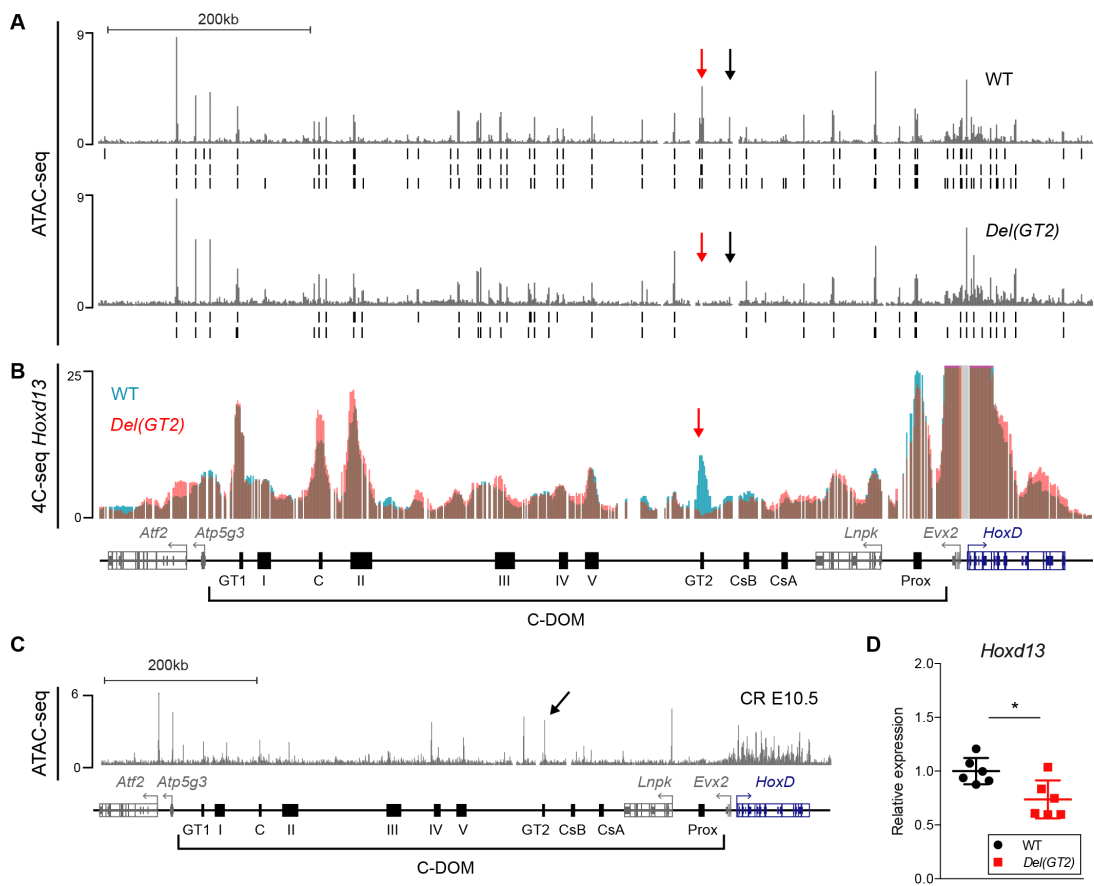 A
200kb
9
0
WT
ATAC-seq
9
0
Del(GT2)
B
25
0
WT
Del(GT2)
4C-seq Hoxd13
Atf2 Atp5g3 Lnpk Evx2 HoxD
GT1 I C II III IV V GT2 CsB CsA Prox
C-DOM
C
200kb
6
0
ATAC-seq
CR E10.5
Atf2 Atp5g3 Lnpk Evx2 HoxD
GT1 I C II III IV V GT2 CsB CsA Prox
C-DOM
D
Hoxd13
2.0
1.5
1.0
0.5
0.0
Relative expression
*
WT
Del(GT2)